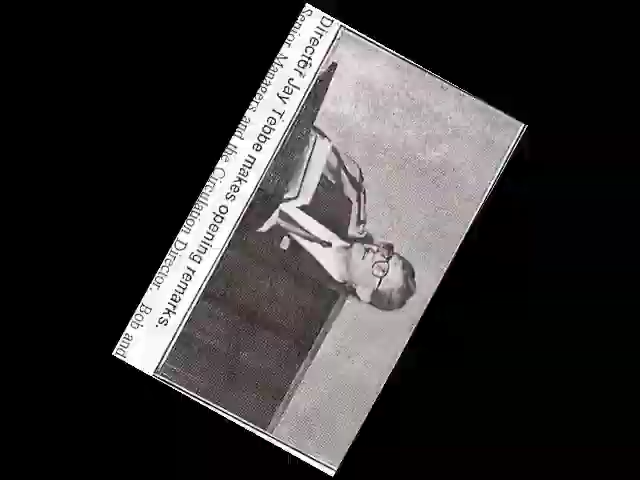 Director Jay Tebbe makes opening remarks.
Senior Managers and the Circulation Director. Bob and